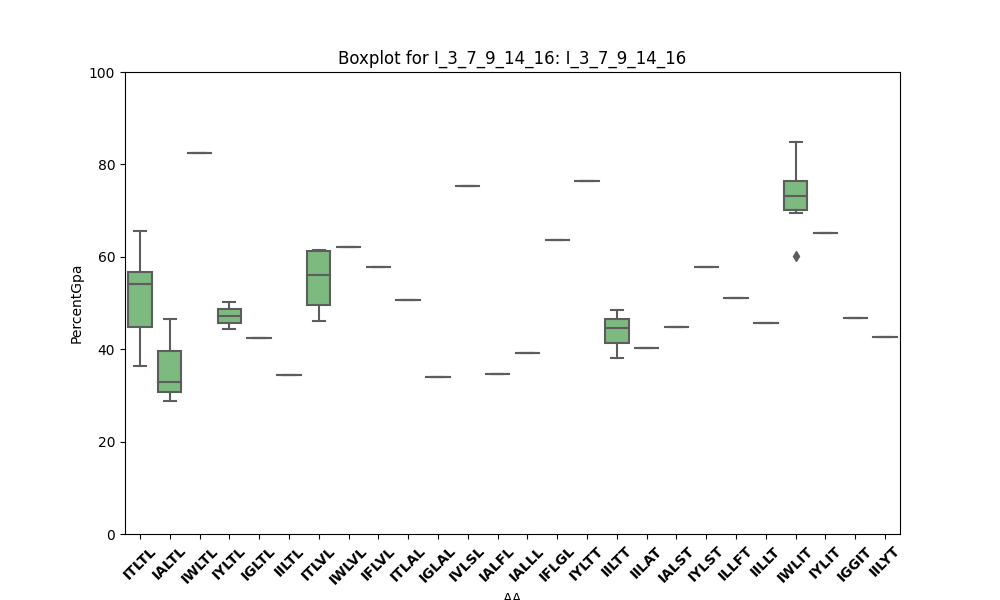 Boxplot for I_3_7_9_14_16: I_3_7_9_14_16
100
80
60
40
20
0
PercentGpa
ITLTL IALTL IWLTL IYLTL IGLTL IILTL ITLVL IWLVL IFLVL ITLAL IGLAL IVLSL IALFL IALLL IFLGL IYLTT IILTT IILAT IALST IYLST ILLFT IILLT IWLIT IYLIT IGGIT IILYT
AA